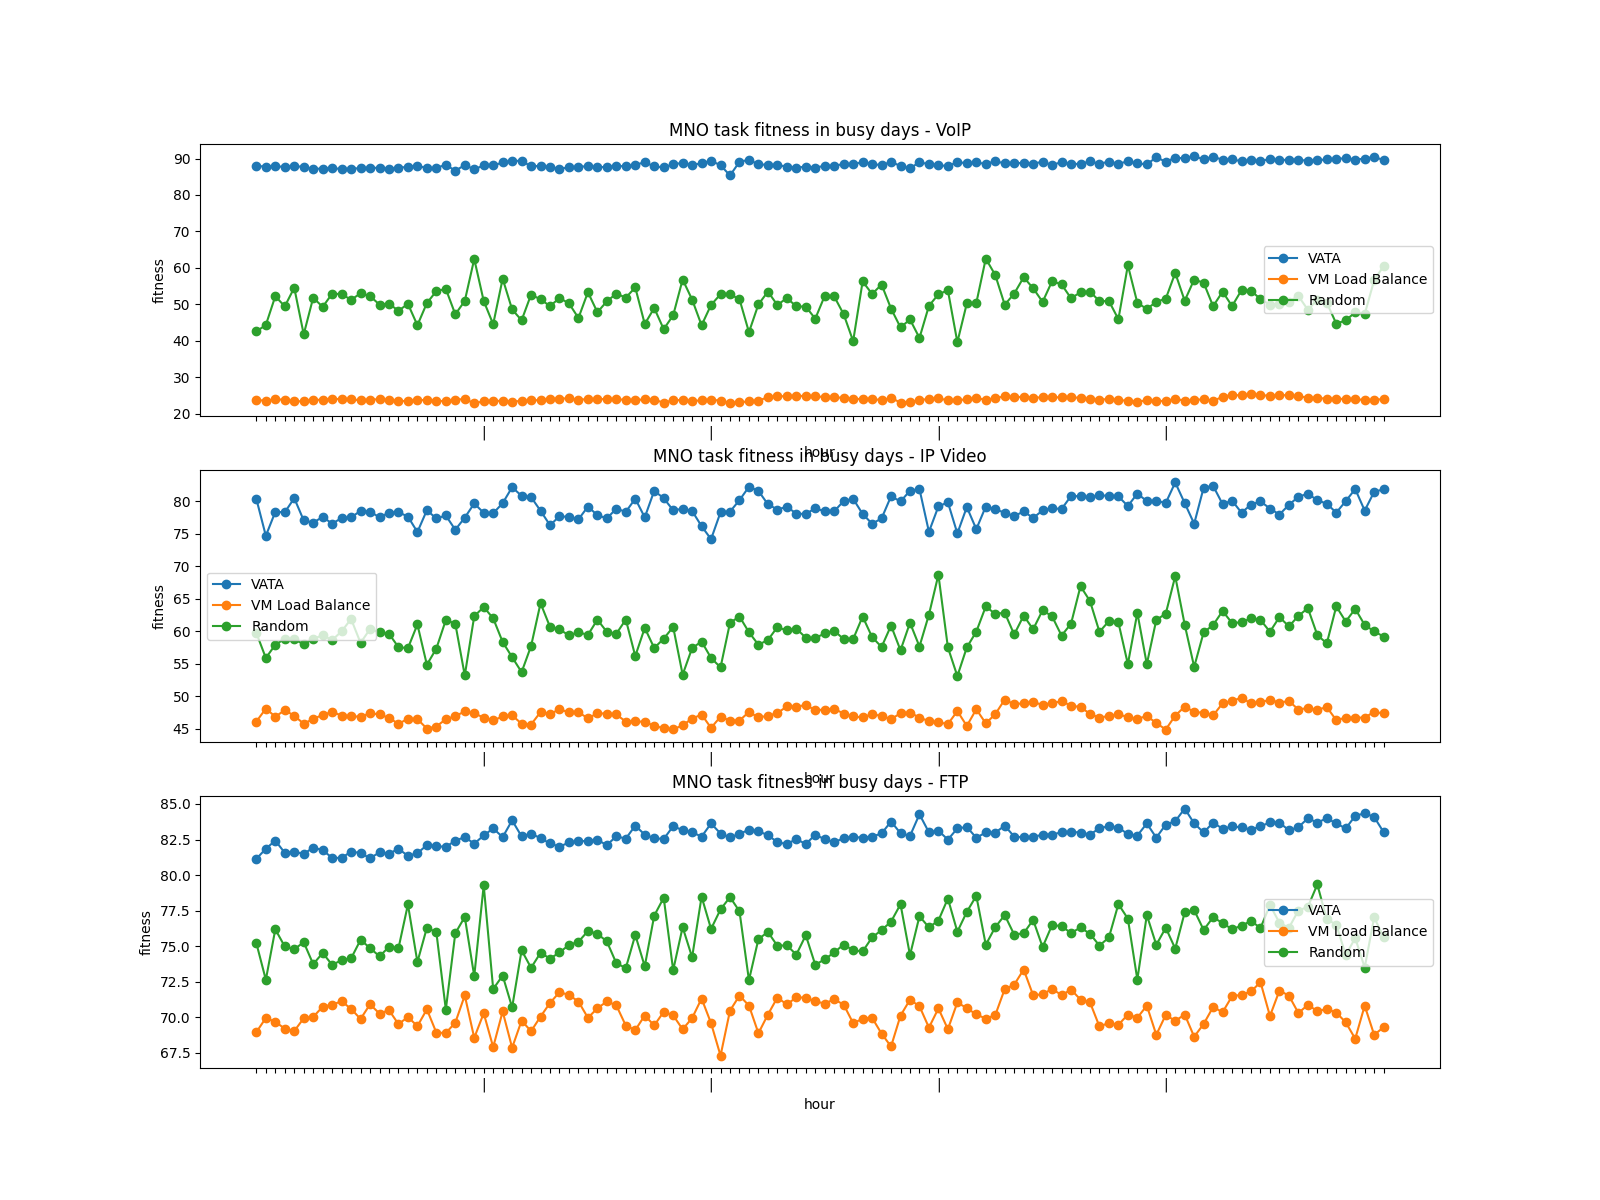 MNO task fitness in busy days - VoIP
90
80
70
60
50
40
30
20
fitness
VATA
VM Load Balance
Random
|
|
|
|
hour
MNO task fitness in busy days - IP Video
80
75
70
65
60
55
50
45
fitness
VATA
VM Load Balance
Random
|
|
|
|
hour
MNO task fitness in busy days - FTP
85.0
82.5
80.0
77.5
75.0
72.5
70.0
67.5
fitness
VATA
VM Load Balance
Random
|
|
|
|
hour